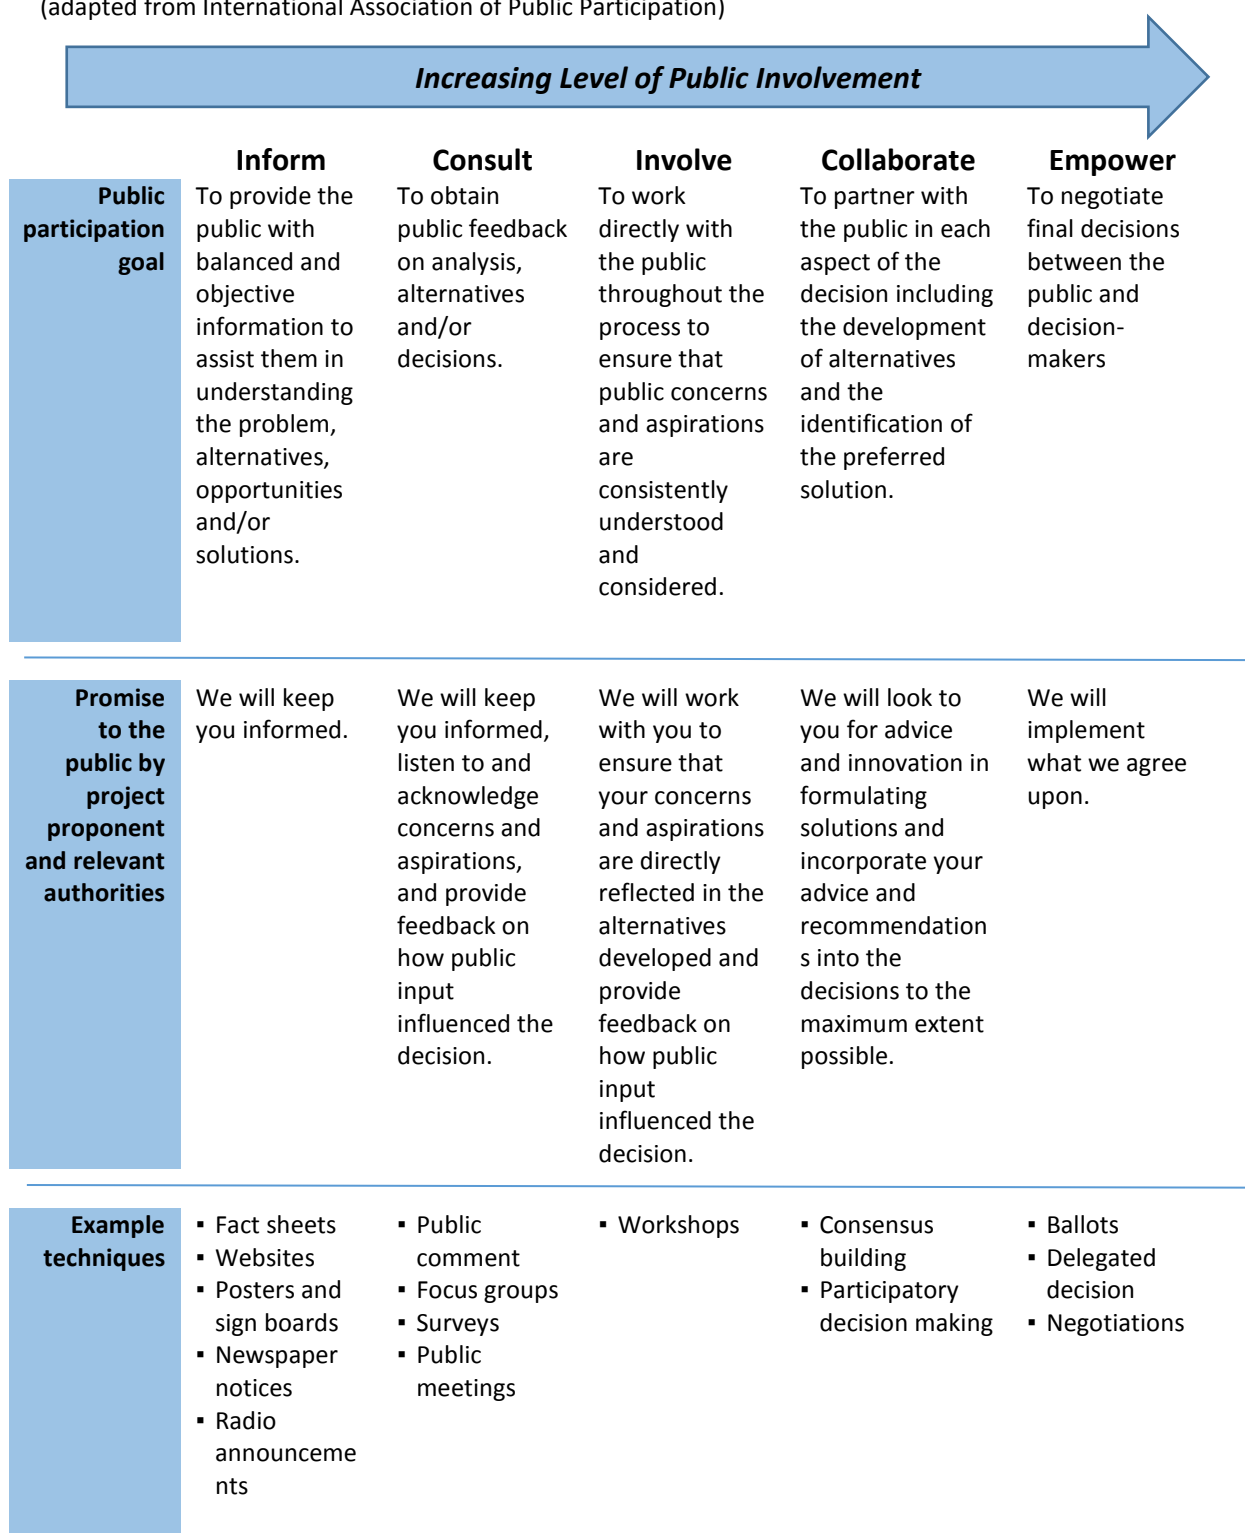 (adapted from International Association of Public Participation)
Increasing Level of Public Involvement
Inform
Consult
Involve
Collaborate
Empower
Public
participation
goal
To provide the
public with
balanced and
objective
information to
assist them in
understanding
the problem,
alternatives,
opportunities
and/or
solutions.
To obtain
public feedback
on analysis,
alternatives
and/or
decisions.
To work
directly with
the public
throughout the
process to
ensure that
public concerns
and aspirations
are
consistently
understood
and
considered.
To partner with
the public in each
aspect of the
decision including
the development
of alternatives
and the
identification of
the preferred
solution.
To negotiate
final decisions
between the
public and
decision-
makers
Promise
to the
public by
project
proponent
and relevant
authorities
We will keep
you informed.
We will keep
you informed,
listen to and
acknowledge
concerns and
aspirations,
and provide
feedback on
how public
input
influenced the
decision.
We will work
with you to
ensure that
your concerns
and aspirations
are directly
reflected in the
alternatives
developed and
provide
feedback on
how public
input
influenced the
decision.
We will look to
you for advice
and innovation in
formulating
solutions and
incorporate your
advice and
recommendation
s into the
decisions to the
maximum extent
possible.
We will
implement
what we agree
upon.
Example
techniques
▪ Fact sheets
▪ Websites
▪ Posters and
sign boards
▪ Newspaper
notices
▪ Radio
announceme
nts
▪ Public
comment
▪ Focus groups
▪ Surveys
▪ Public
meetings
▪ Workshops
▪ Consensus
building
▪ Participatory
decision making
▪ Ballots
▪ Delegated
decision
▪ Negotiations